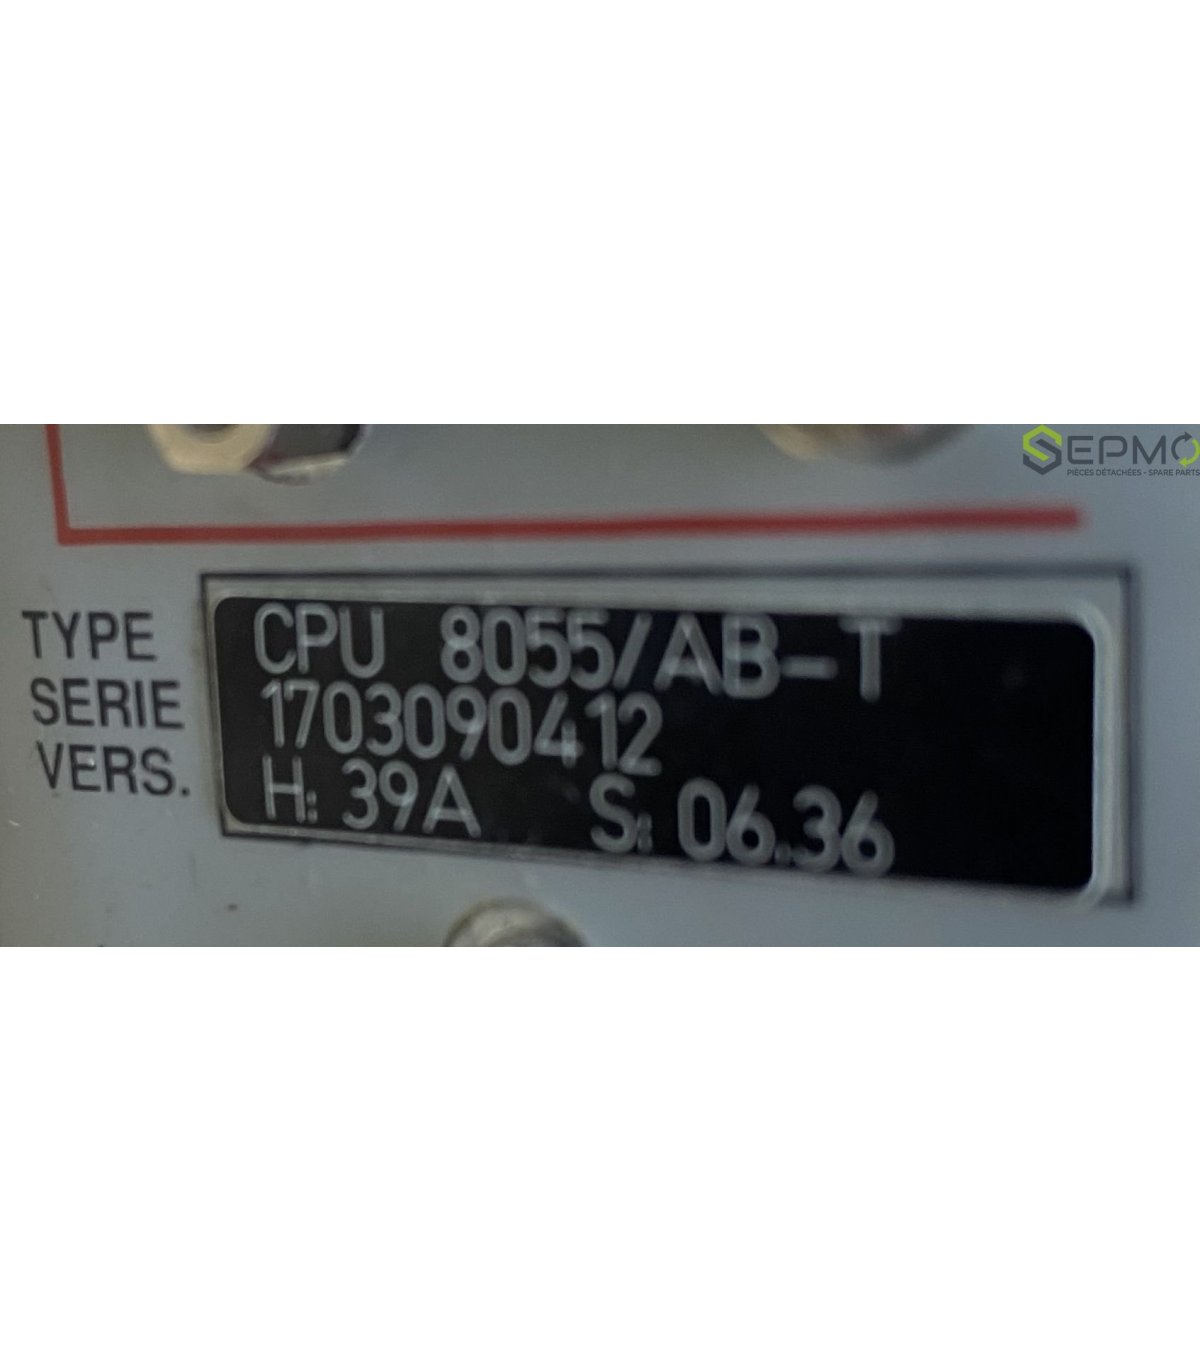 SEPMO
PIÈCES DÉTACHÉES - SPARE PARTS
TYPE CPU 8055/AB-T
SERIE 1703090412
VERS. H: 39A S: 06.36